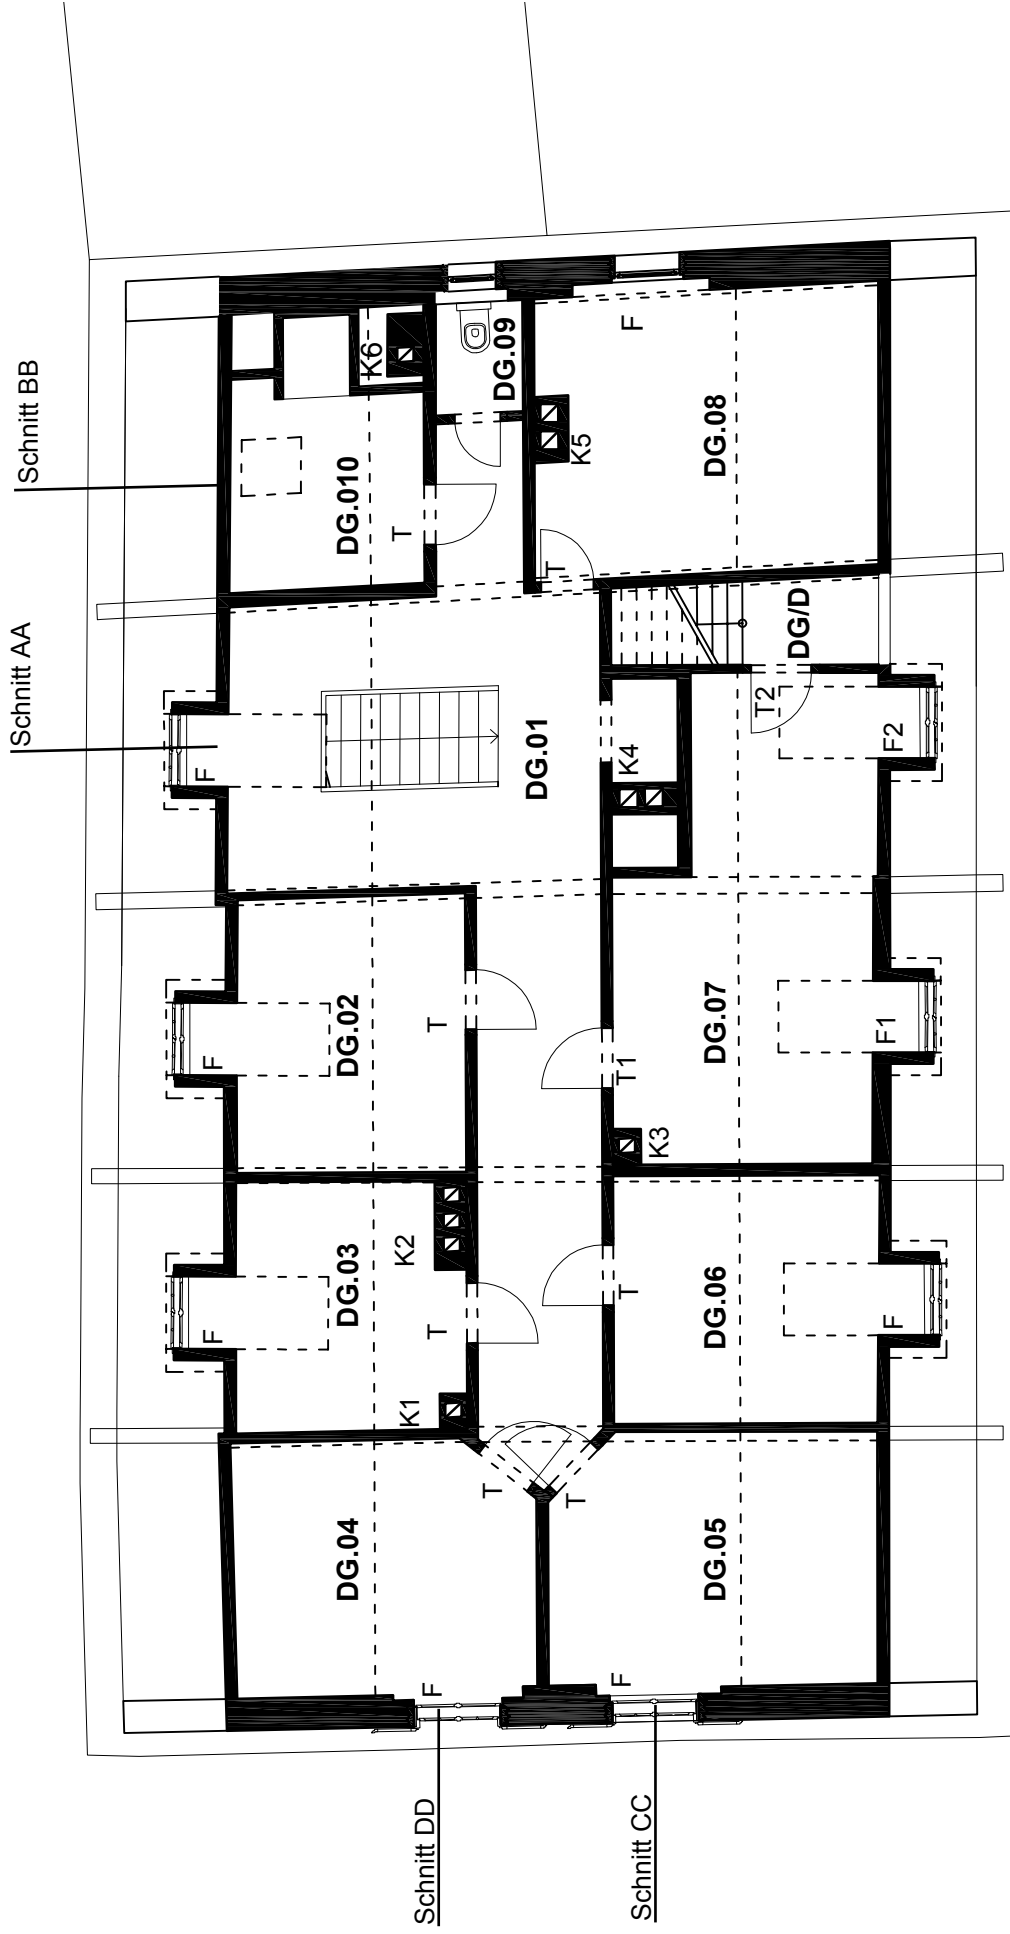 Schnitt BB
Schnitt AA
K6
DG.09
F
DG.010
T
K5
DG.08
T
DG/D
T2
F
DG.01
K4
F2
DG.02
T
F
DG.07
T1
F1
K3
K2
DG.03
T
F
K1
T
DG.06
F
T
T
DG.04
DG.05
F
F
Schnitt DD
Schnitt CC